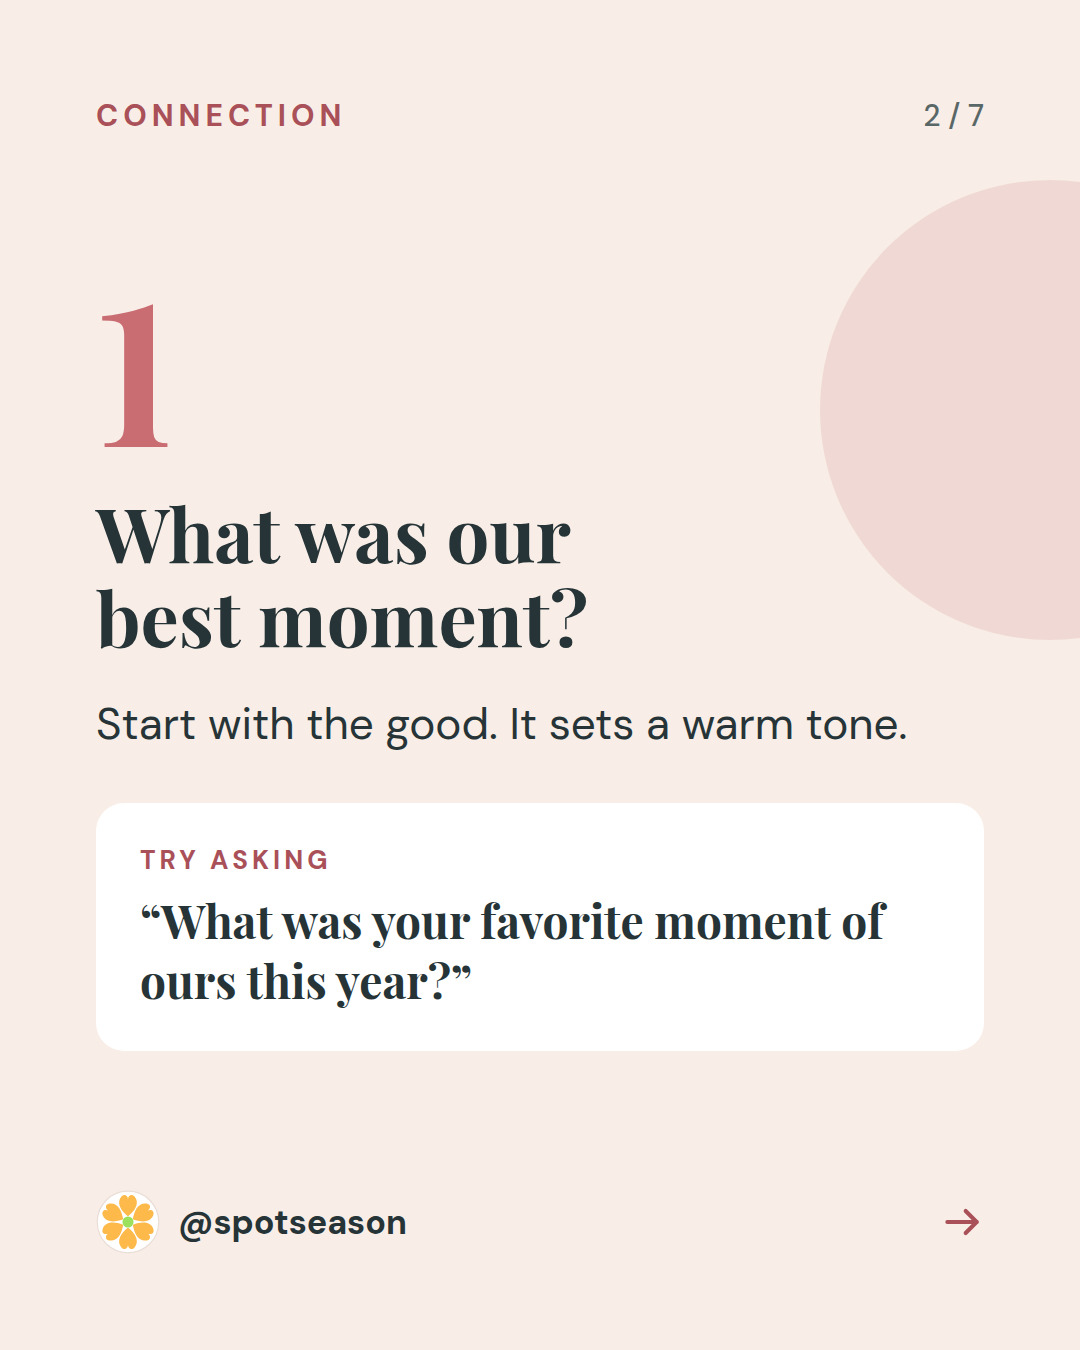 CONNECTION
2 / 7
1
What was our
best moment?
Start with the good. It sets a warm tone.
TRY ASKING
“What was your favorite moment of
ours this year?”
@spotseason